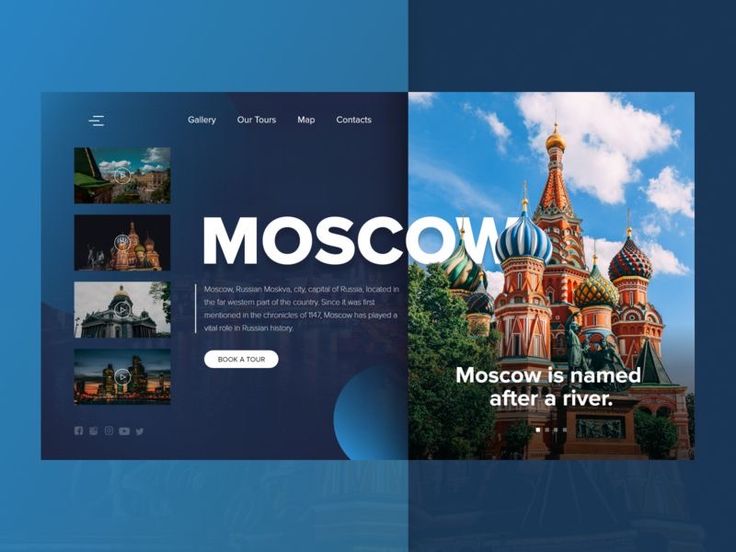 Gallery Our Tours Map Contacts
MOSCOW
Moscow, Russian Moskva, city, capital of Russia, located in
the far western part of the country. Since it was first
mentioned in the chronicles of 1147, Moscow has played a
vital role in Russian history.
BOOK A TOUR
Moscow is named
after a river.